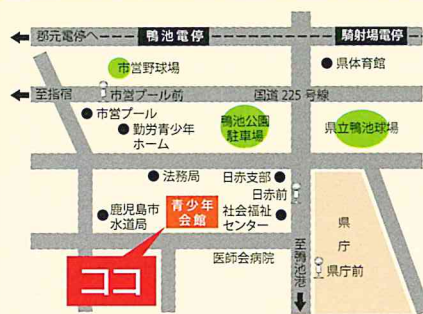 郡元電停へ
鴨池電停
騎射場電停
市営野球場
県体育館
至指宿
市営プール前
国道 225 号線
市営プール
勤労青少年
ホーム
鴨池公園
駐車場
県立鴨池球場
法務局
日赤支部
日赤前
鹿児島市
水道局
青少年
会館
社会福祉
センター
県庁
至鴨池港
医師会病院
県庁前
ココ